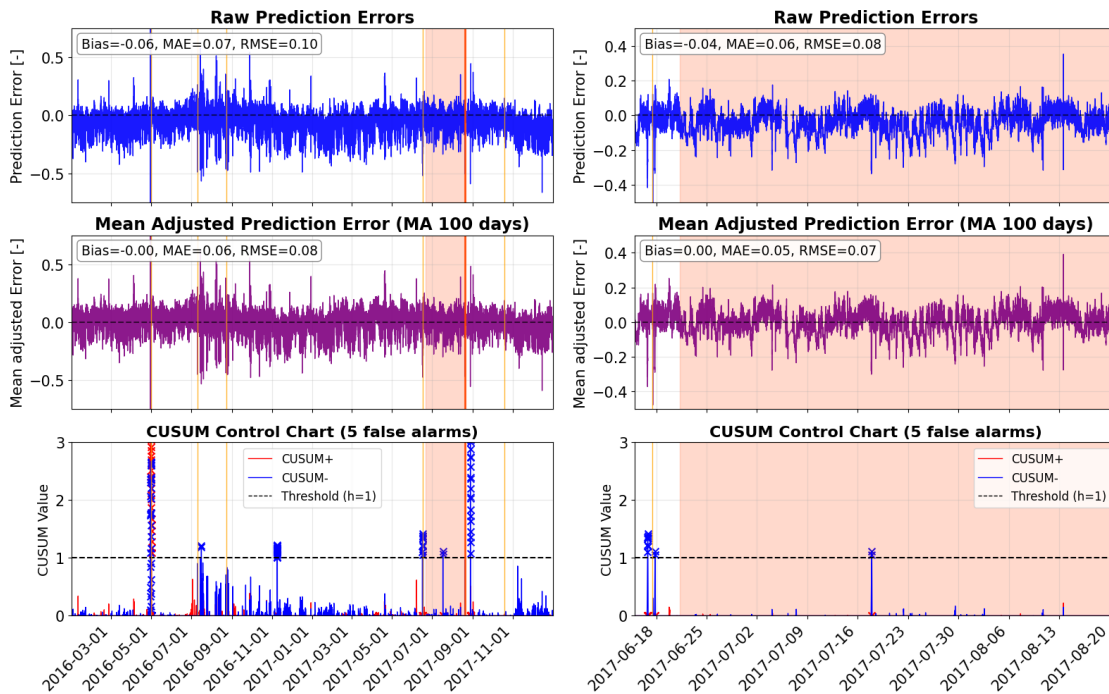 Raw Prediction Errors
Prediction Error [-]
0.5
0.0
−0.5
Bias=-0.06, MAE=0.07, RMSE=0.10
Raw Prediction Errors
Prediction Error [-]
0.4
0.2
0.0
−0.2
−0.4
Bias=-0.04, MAE=0.06, RMSE=0.08
Mean Adjusted Prediction Error (MA 100 days)
Mean adjusted Error [-]
0.5
0.0
−0.5
Bias=-0.00, MAE=0.06, RMSE=0.08
Mean Adjusted Prediction Error (MA 100 days)
Mean adjusted Error [-]
0.4
0.2
0.0
−0.2
−0.4
Bias=0.00, MAE=0.05, RMSE=0.07
CUSUM Control Chart (5 false alarms)
CUSUM Value
3
2
1
0
CUSUM+
CUSUM-
Threshold (h=1)
2016-03-01
2016-05-01
2016-07-01
2016-09-01
2016-11-01
2017-01-01
2017-03-01
2017-05-01
2017-07-01
2017-09-01
2017-11-01
CUSUM Control Chart (5 false alarms)
CUSUM Value
3
2
1
0
CUSUM+
CUSUM-
Threshold (h=1)
2017-06-18
2017-06-25
2017-07-02
2017-07-09
2017-07-16
2017-07-23
2017-07-30
2017-08-06
2017-08-13
2017-08-20